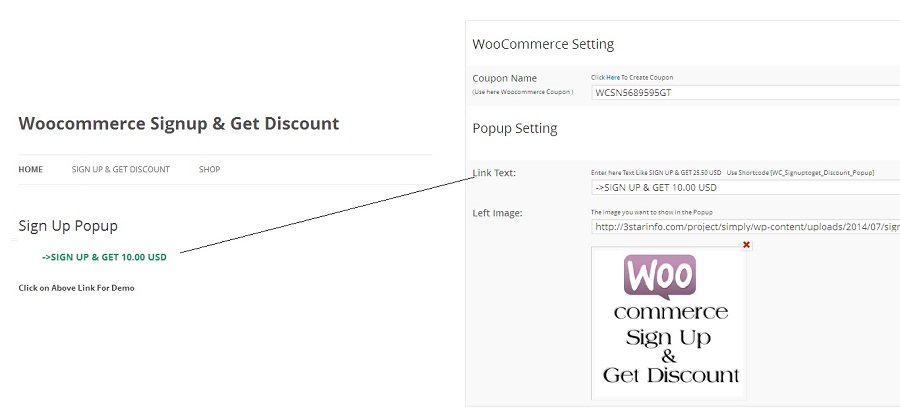 Woocommerce Signup & Get Discount
HOME SIGN UP & GET DISCOUNT SHOP
Sign Up Popup
->SIGN UP & GET 10.00 USD
Click on Above Link For Demo
WooCommerce Setting
Coupon Name Click Here To Create Coupon
(Use here Woocommerce Coupon ) WCSN5689595GT
Popup Setting
Link Text: Enter here Text Like SIGN UP & GET 25.50 USD Use Shortcode [WC_Signuptoget_Discount_Popup]
->SIGN UP & GET 10.00 USD
Left Image: The image you want to show in the Popup
http://3starinfo.com/project/simply/wp-content/uploads/2014/07/sign
WOO
commerce
Sign Up
&
Get Discount